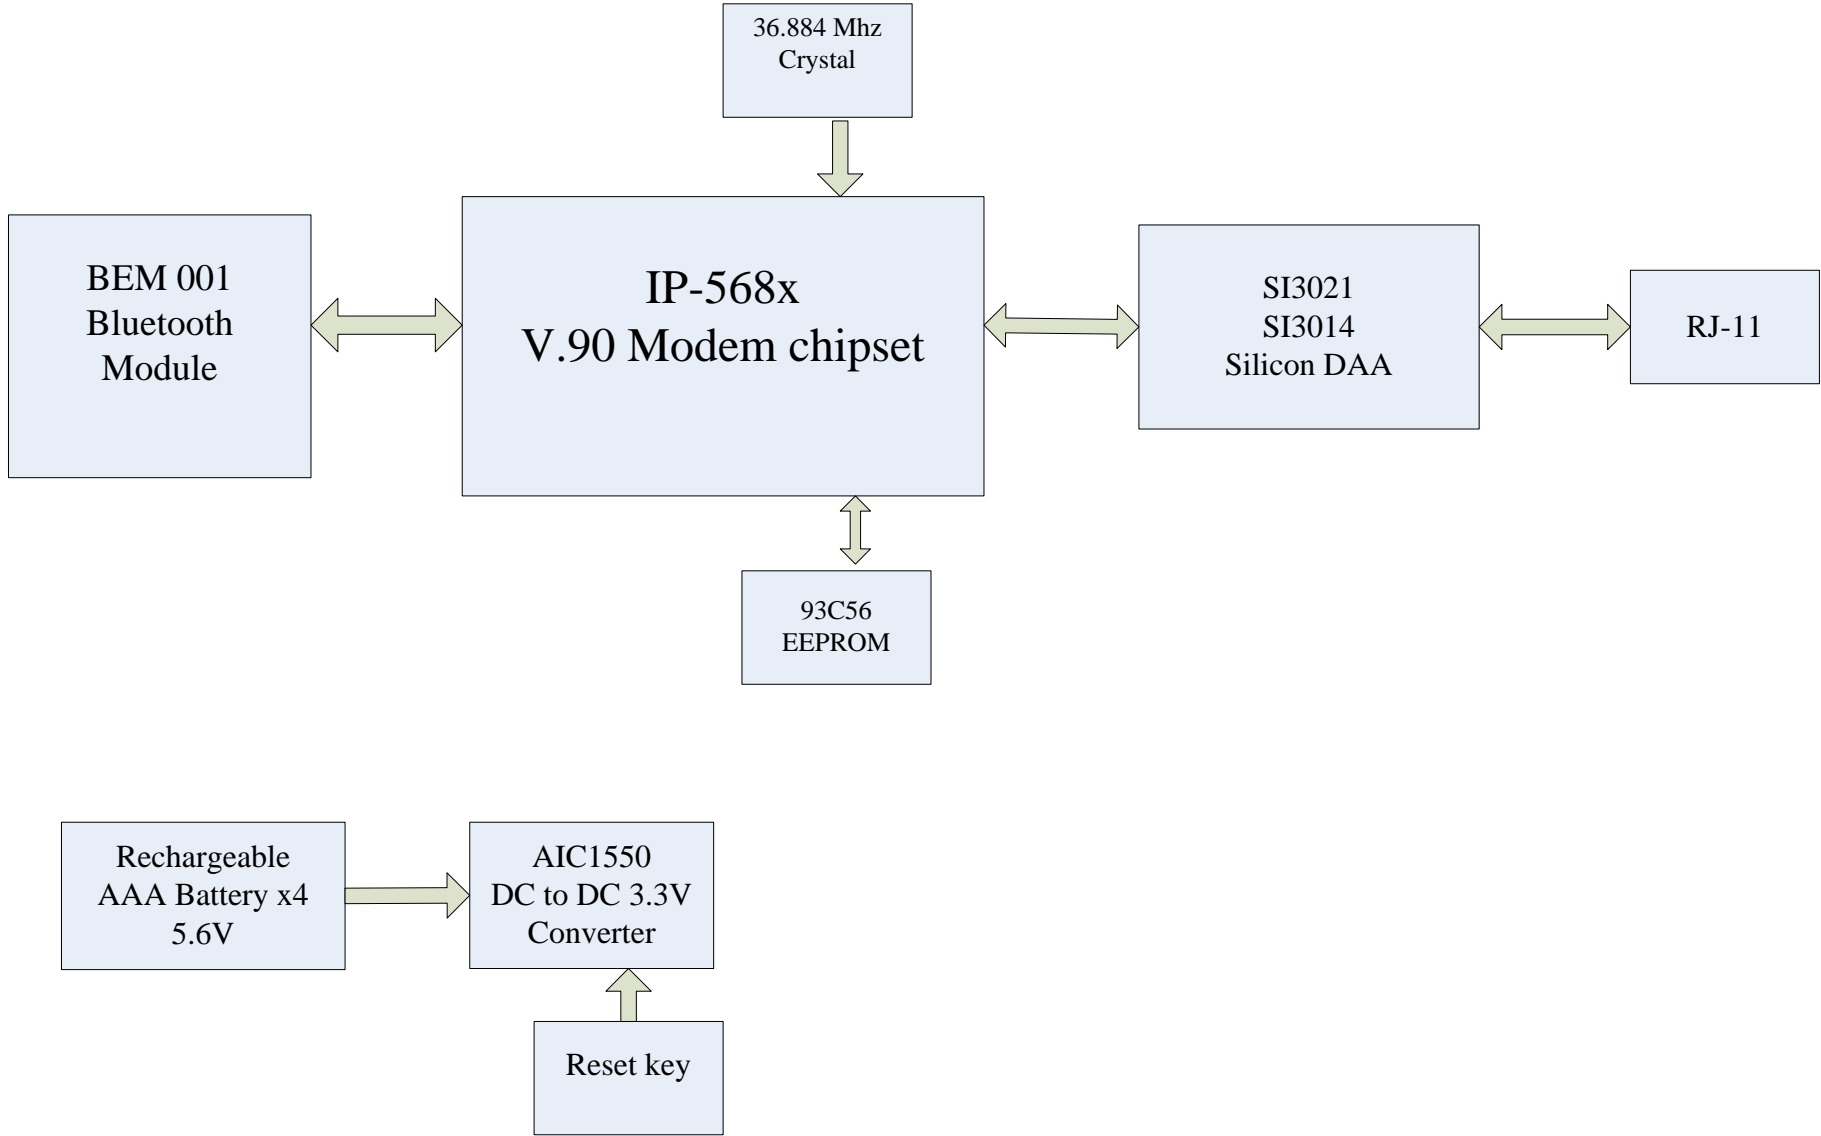 36.884 Mhz
Crystal
BEM 001
Bluetooth
Module
IP-568x
V.90 Modem chipset
SI3021
SI3014
Silicon DAA
RJ-11
93C56
EEPROM
Rechargeable
AAA Battery x4
5.6V
AIC1550
DC to DC 3.3V
Converter
Reset key